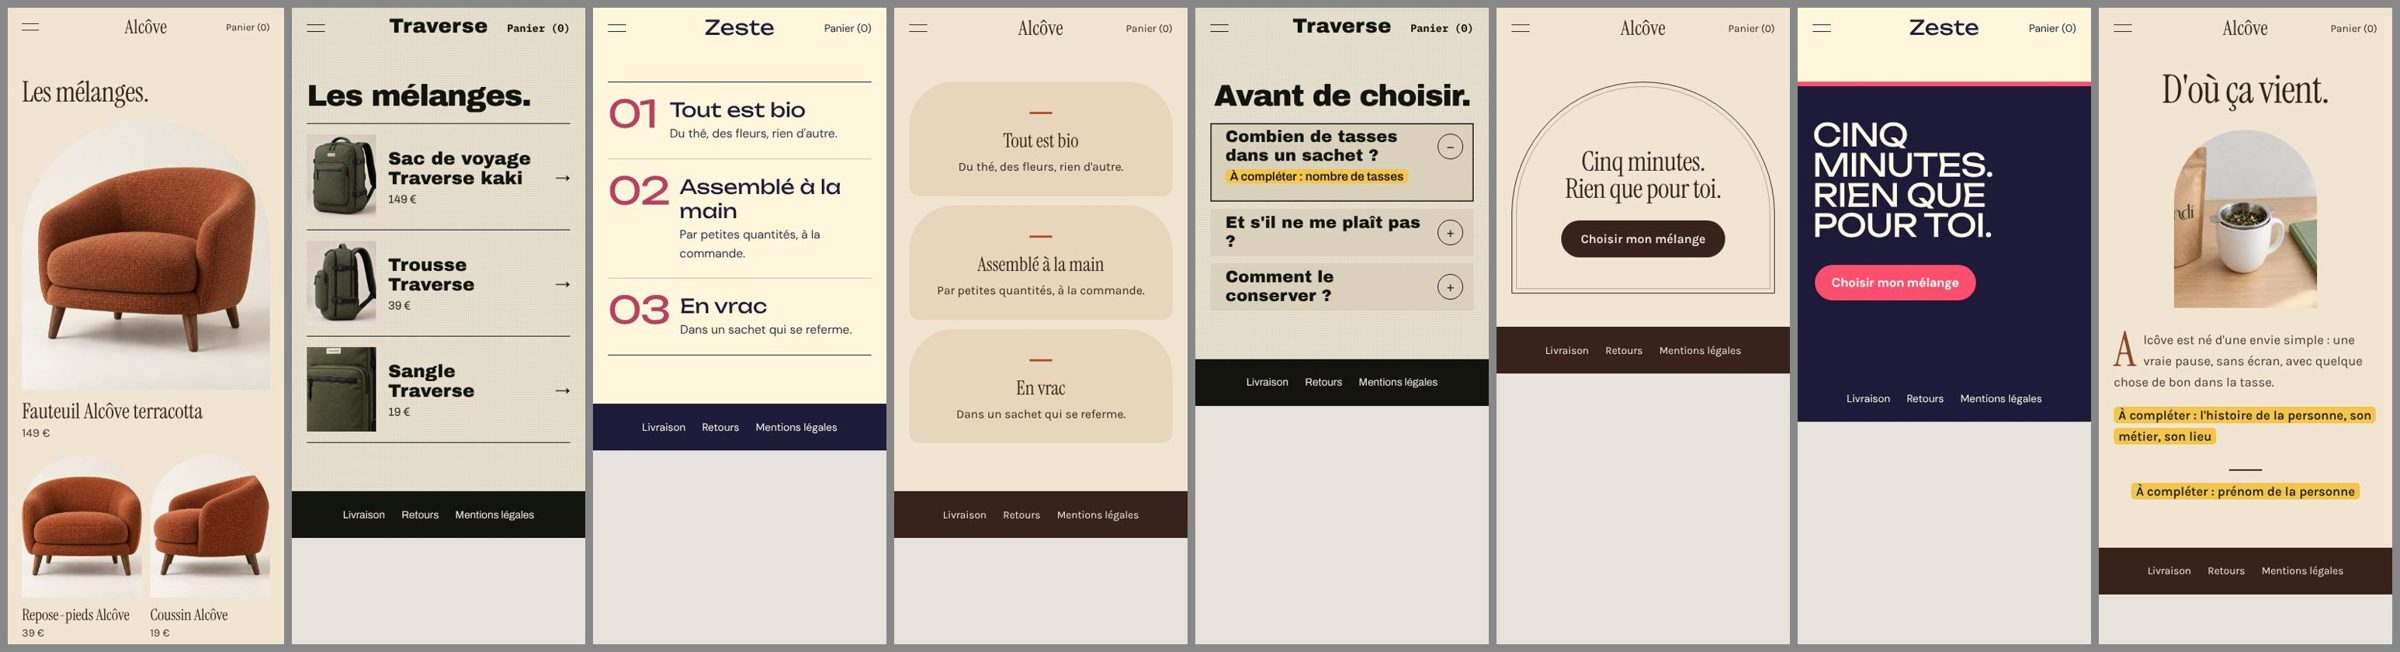 Alcôve
Panier (0)
Les mélanges.
Fauteuil Alcôve terracotta
149 €
Repose-pieds Alcôve
39 €
Coussin Alcôve
19 €
Traverse
Panier (0)
Les mélanges.
Sac de voyage
Traverse kaki
149 €
→
Trousse
Traverse
39 €
→
Sangle
Traverse
19 €
→
Livraison Retours Mentions légales
Zeste
Panier (0)
01
Tout est bio
Du thé, des fleurs, rien d'autre.
02
Assemblé à la
main
Par petites quantités, à la
commande.
03
En vrac
Dans un sachet qui se referme.
Livraison Retours Mentions légales
Alcôve
Panier (0)
Tout est bio
Du thé, des fleurs, rien d'autre.
Assemblé à la main
Par petites quantités, à la commande.
En vrac
Dans un sachet qui se referme.
Livraison Retours Mentions légales
Traverse
Panier (0)
Avant de choisir.
Combien de tasses
dans un sachet ?
−
À compléter : nombre de tasses
Et s'il ne me plaît pas
?
+
Comment le
conserver ?
+
Livraison Retours Mentions légales
Alcôve
Panier (0)
Cinq minutes.
Rien que pour toi.
Choisir mon mélange
Livraison Retours Mentions légales
Zeste
Panier (0)
CINQ
MINUTES.
RIEN QUE
POUR TOI.
Choisir mon mélange
Livraison Retours Mentions légales
Alcôve
Panier (0)
D'où ça vient.
Alcôve est né d'une envie simple : une
vraie pause, sans écran, avec quelque
chose de bon dans la tasse.
À compléter : l'histoire de la personne, son
métier, son lieu
À compléter : prénom de la personne
Livraison Retours Mentions légales